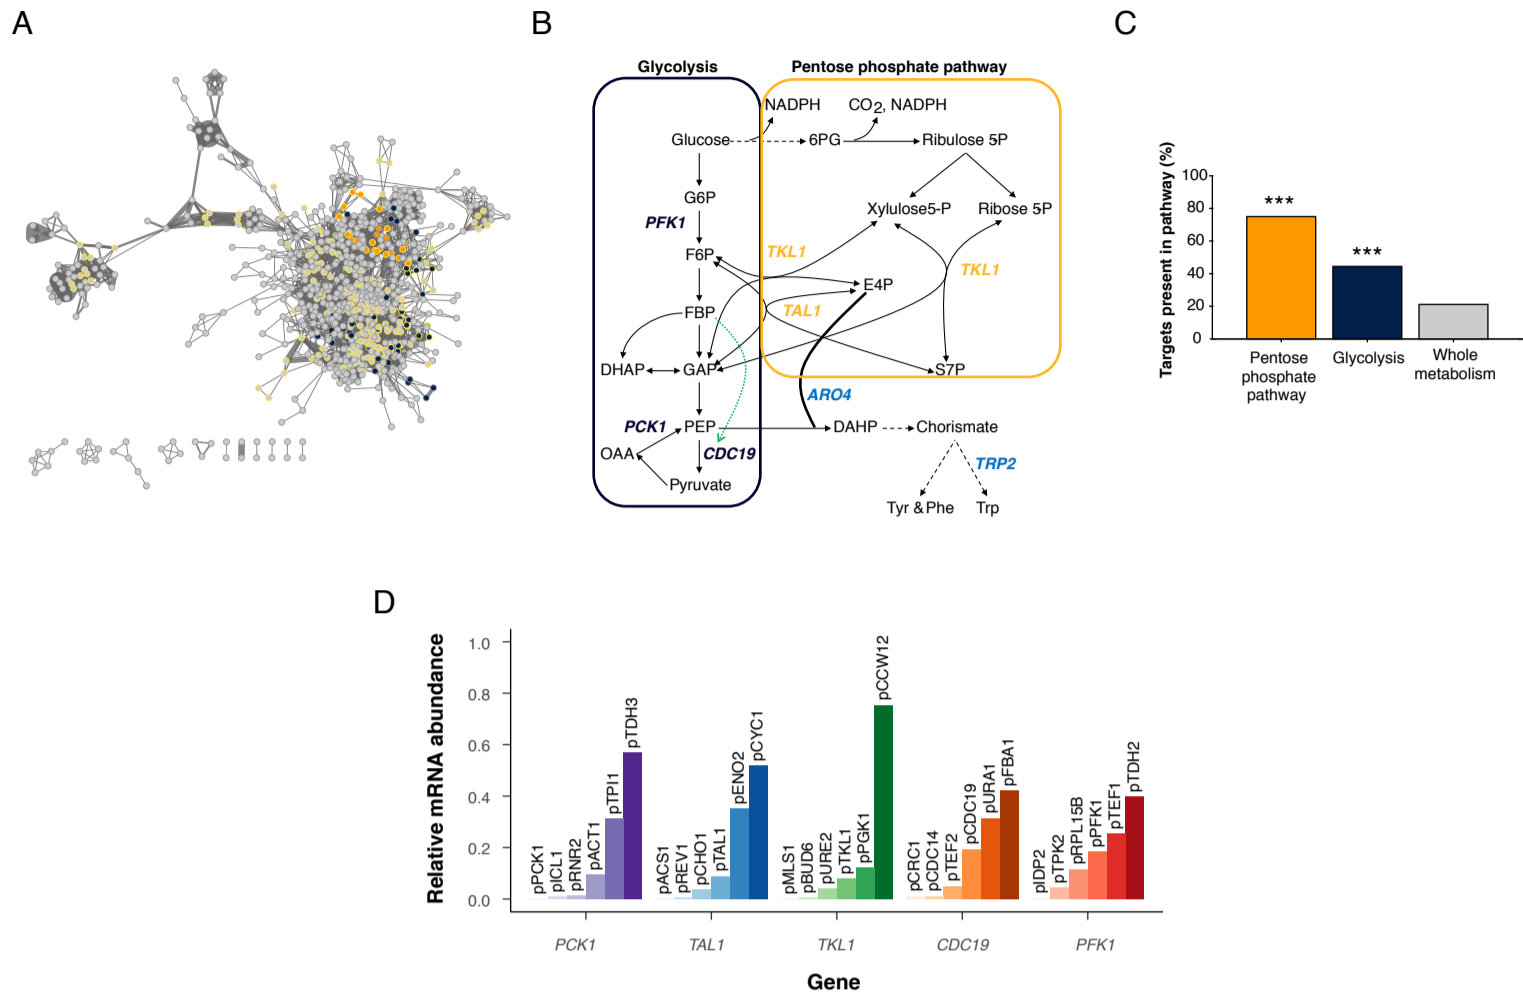 A
B
C
Glycolysis
Pentose phosphate pathway
NADPH
CO2, NADPH
Glucose
6PG
Ribulose 5P
G6P
Xylulose5-P
Ribose 5P
PFK1
F6P
TKL1
TKL1
E4P
TAL1
FBP
DHAP
GAP
S7P
ARO4
PCK1
PEP
DAHP
Chorismate
OAA
CDC19
TRP2
Pyruvate
Tyr & Phe
Trp
Targets present in pathway (%)
100
80
60
40
20
0
***
***
Pentose
phosphate
pathway
Glycolysis
Whole
metabolism
D
Relative mRNA abundance
1.0
0.8
0.6
0.4
0.2
0.0
pPCK1
pICL1
pRNR2
pACT1
pTPI1
pTDH3
pACS1
pREV1
pCHO1
pTAL1
pENO2
pCYC1
pMLS1
pBUD6
pURE2
pTKL1
pPGK1
pCCW12
pCRC1
pCDC14
pTEF2
pCDC19
pURA1
pFBA1
pIDP2
pTPK2
pRPL15B
pPFK1
pTEF1
pTDH2
PCK1
TAL1
TKL1
CDC19
PFK1
Gene